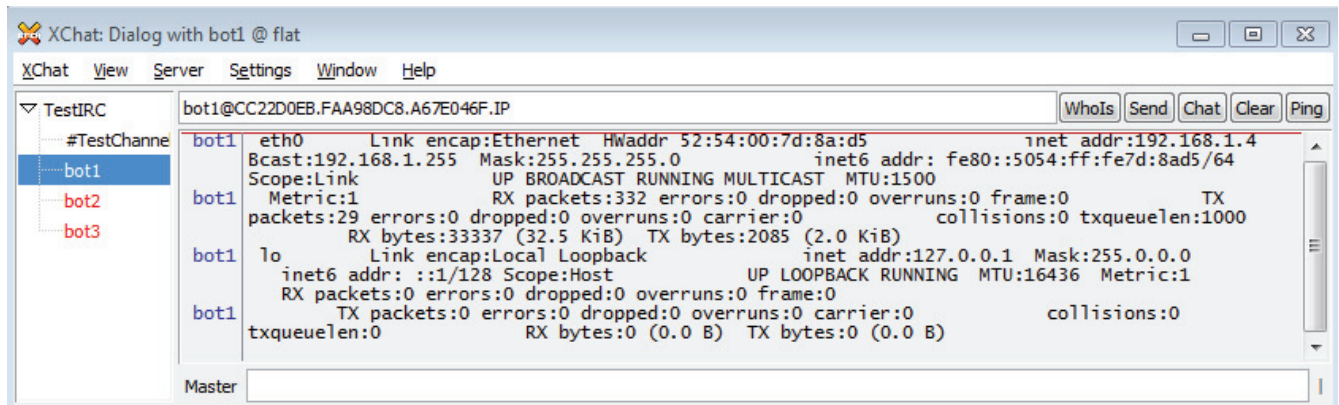 XChat: Dialog with bot1 @ flat
XChat View Server Settings Window Help
TestIRC
#TestChanne
bot1
bot2
bot3
bot1@CC22D0EB.FAA98DC8.A67E046F.IP
WhoIs Send Chat Clear Ping
bot1 eth0 Link encap:Ethernet HWaddr 52:54:00:7d:8a:d5 inet addr:192.168.1.4
Bcast:192.168.1.255 Mask:255.255.255.0 inet6 addr: fe80::5054:ff:fe7d:8ad5/64
Scope:Link UP BROADCAST RUNNING MULTICAST MTU:1500
bot1 Metric:1 RX packets:332 errors:0 dropped:0 overruns:0 frame:0 TX
packets:29 errors:0 dropped:0 overruns:0 carrier:0 collisions:0 txqueuelen:1000
RX bytes:33337 (32.5 KiB) TX bytes:2085 (2.0 KiB)
bot1 lo Link encap:Local Loopback inet addr:127.0.0.1 Mask:255.0.0.0
inet6 addr: ::1/128 Scope:Host UP LOOPBACK RUNNING MTU:16436 Metric:1
RX packets:0 errors:0 dropped:0 overruns:0 frame:0
bot1 TX packets:0 errors:0 dropped:0 overruns:0 carrier:0 collisions:0
txqueuelen:0 RX bytes:0 (0.0 B) TX bytes:0 (0.0 B)
Master